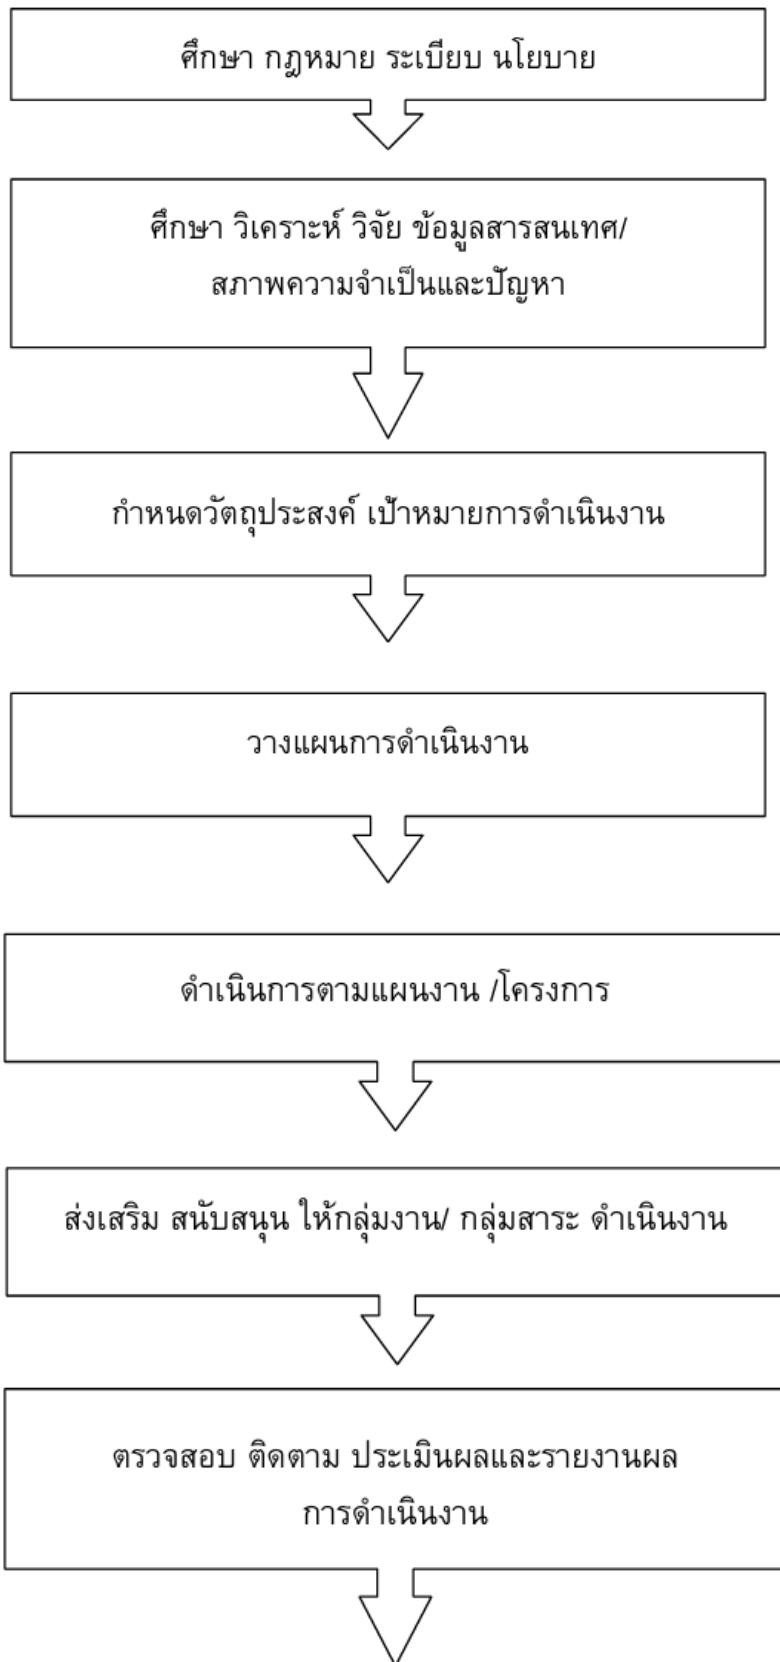 ศึกษา กฎหมาย ระเบียบ นโยบาย
ศึกษา วิเคราะห์ วิจัย ข้อมูลสารสนเทศ/
สภาพความจำเป็นและปัญหา
กำหนดวัตถุประสงค์ เป้าหมายการดำเนินงาน
วางแผนการดำเนินงาน
ดำเนินการตามแผนงาน /โครงการ
ส่งเสริม สนับสนุน ให้กลุ่มงาน/ กลุ่มสาระ ดำเนินงาน
ตรวจสอบ ติดตาม ประเมินผลและรายงานผล
การดำเนินงาน